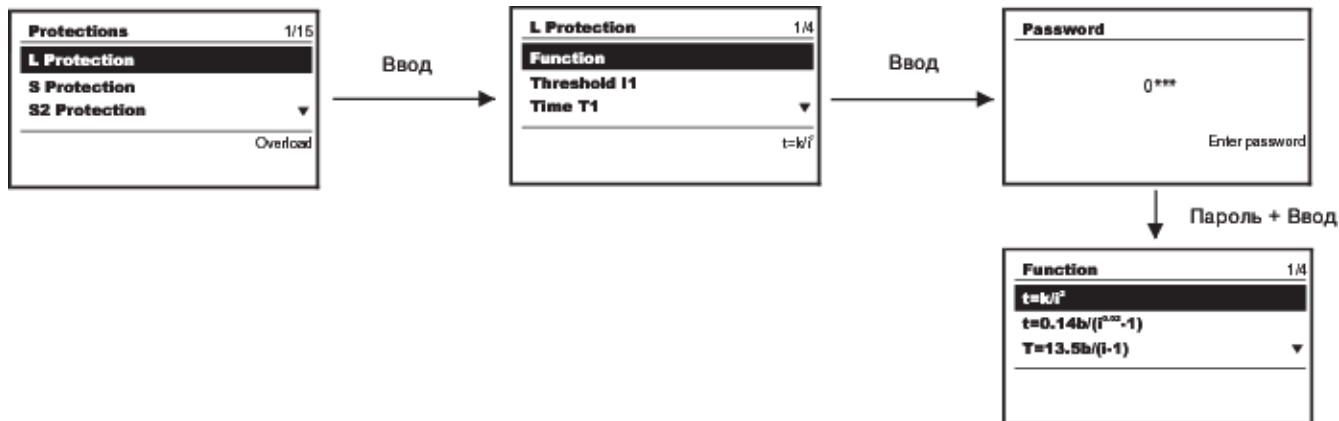 Protections 1/15
L Protection
S Protection
S2 Protection ▼
Overload
Ввод
L Protection 1/4
Function
Threshold I1
Time T1 ▼
t=k/i²
Ввод
Password
0***
Enter password
Пароль + Ввод
Function 1/4
t=k/i²
t=0.14b/(i⁰·⁰²-1)
T=13.5b/(i-1) ▼